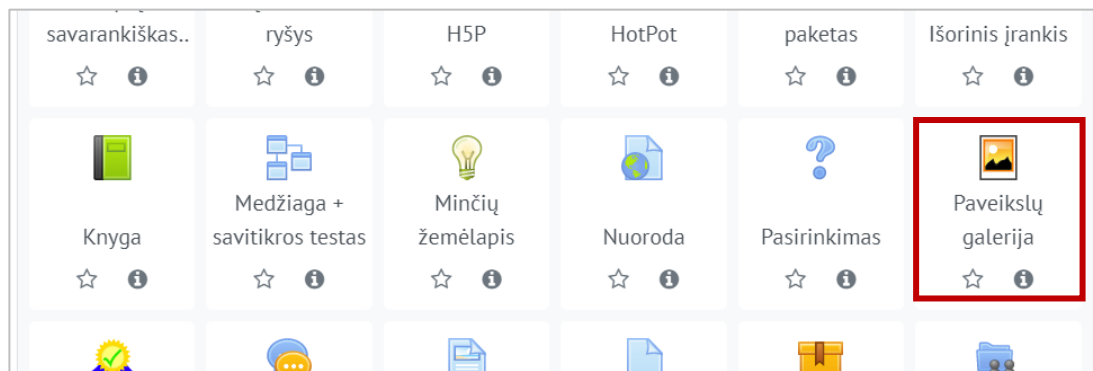 savarankiškas.. ryšys H5P HotPot paketas Išorinis įrankis
Medžiaga + Minčių Paveikslų
Knyga savitikros testas žemėlapis Nuoroda Pasirinkimas galerija